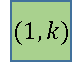 (1, k)